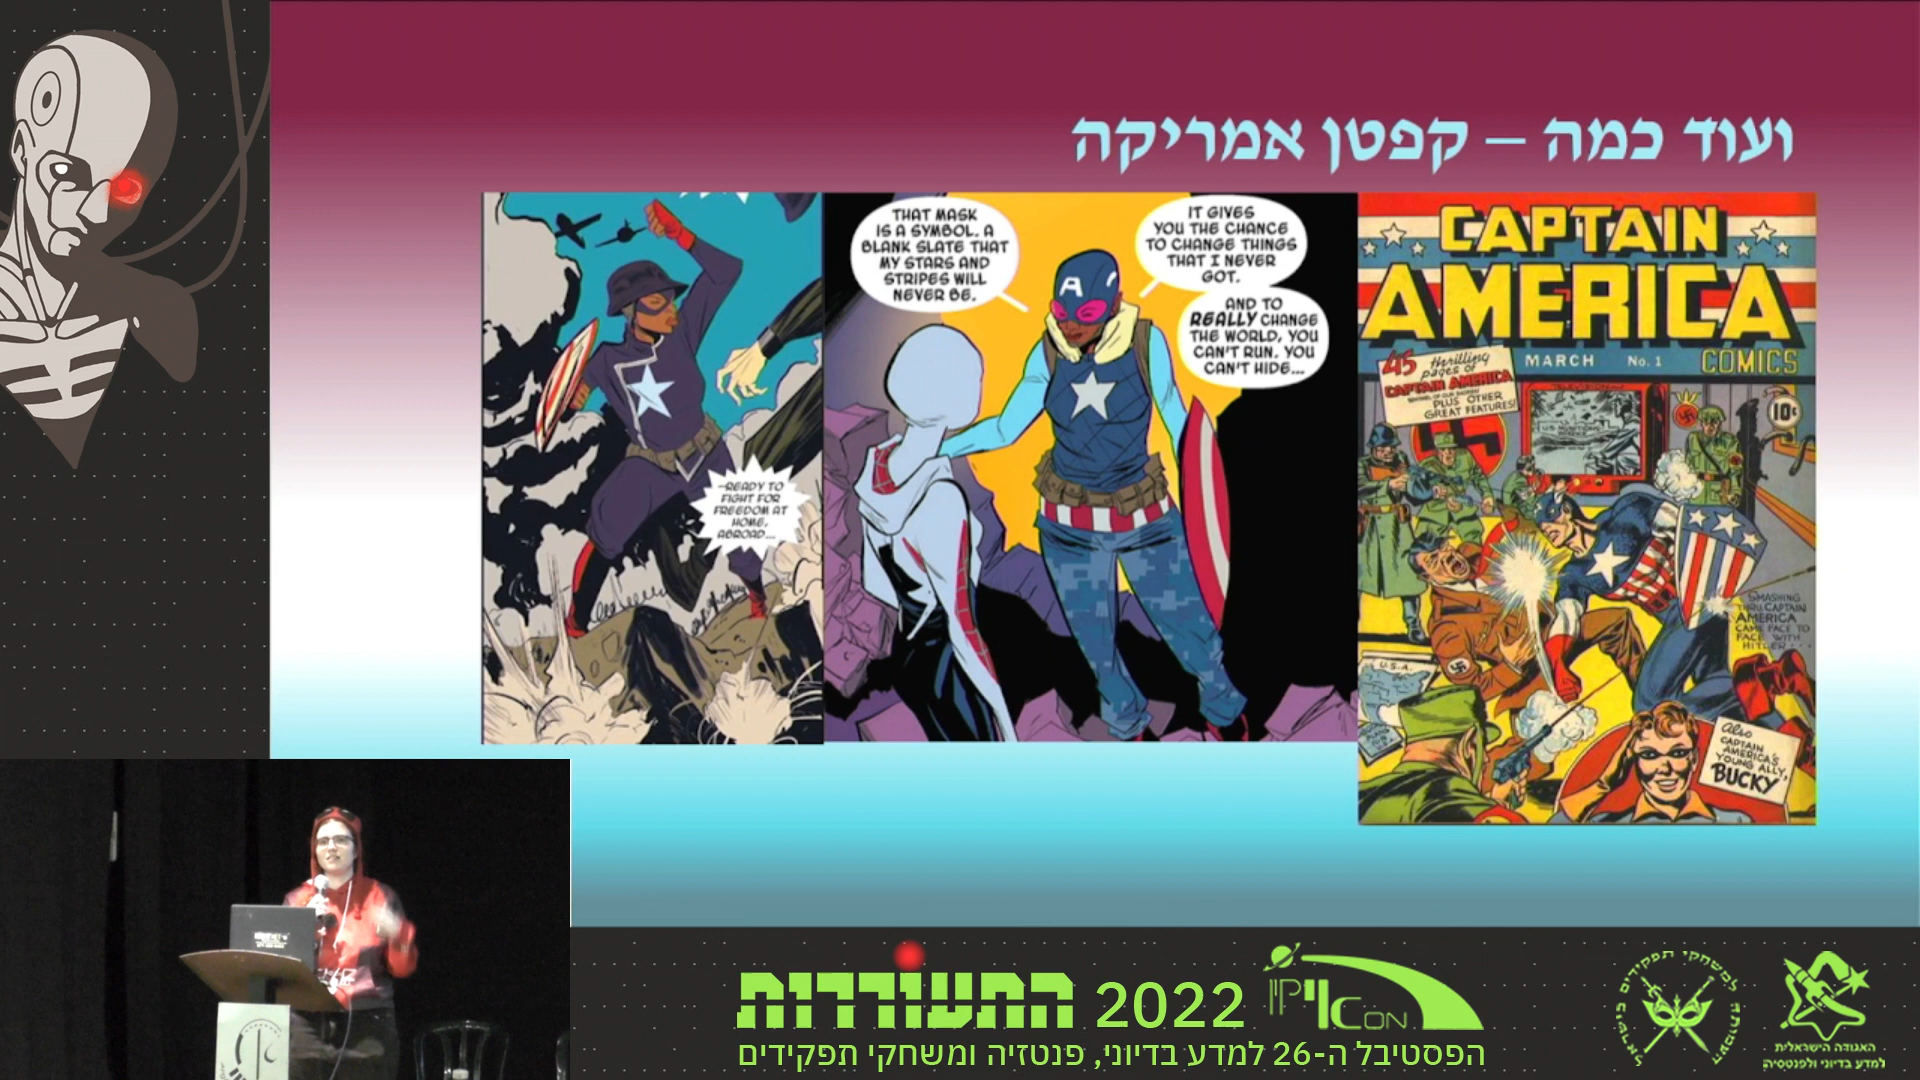 ועוד כמה – קפטן אמריקה
THAT MASK
IS A SYMBOL. A
BLANK SLATE THAT
MY STARS AND
STRIPES WILL
NEVER BE.
IT GIVES
YOU THE CHANCE
TO CHANGE THINGS
THAT I NEVER
GOT.
AND TO
REALLY CHANGE
THE WORLD, YOU
CAN'T RUN. YOU
CAN'T HIDE...
–READY TO
FIGHT FOR
FREEDOM AT
HOME,
ABROAD...
CAPTAIN
AMERICA
MARCH No. 1 COMICS
45 thrilling
pages of
CAPTAIN AMERICA
PLUS OTHER
GREAT FEATURES!
10¢
SMASHING
THRU, CAPTAIN
AMERICA
CAME FACE TO
FACE WITH
HITLER...
U.S.A.
Also
CAPTAIN
AMERICA'S
YOUNG ALLY,
BUCKY
התעוררות 2022 אייקון ICON
הפסטיבל ה-26 למדע בדיוני, פנטזיה ומשחקי תפקידים
העמותה למשחקי תפקידים בישראל
האגודה הישראלית
למדע בדיוני ולפנטסיה